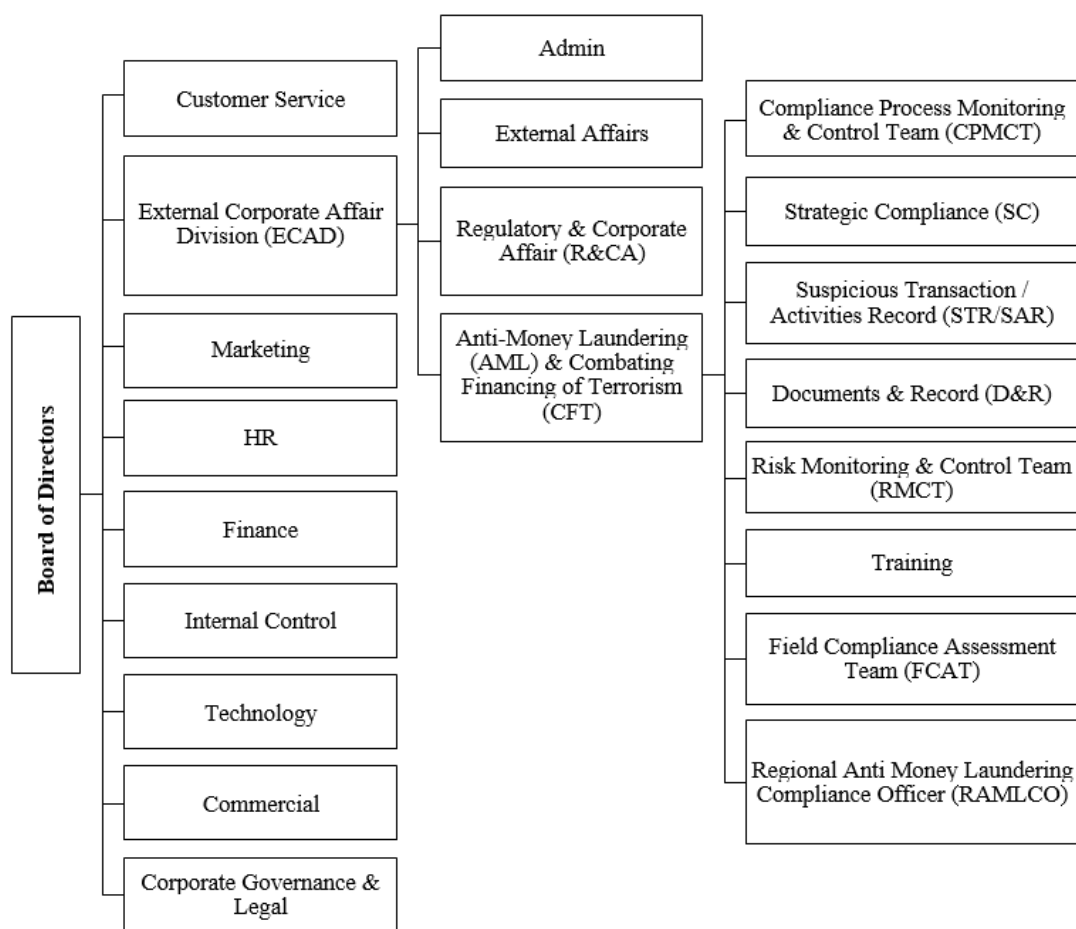 Board of Directors
Customer Service
External Corporate Affair
Division (ECAD)
Marketing
HR
Finance
Internal Control
Technology
Commercial
Corporate Governance &
Legal
Admin
External Affairs
Regulatory & Corporate
Affair (R&CA)
Anti-Money Laundering
(AML) & Combating
Financing of Terrorism
(CFT)
Compliance Process Monitoring
& Control Team (CPMCT)
Strategic Compliance (SC)
Suspicious Transaction /
Activities Record (STR/SAR)
Documents & Record (D&R)
Risk Monitoring & Control Team
(RMCT)
Training
Field Compliance Assessment
Team (FCAT)
Regional Anti Money Laundering
Compliance Officer (RAMLCO)